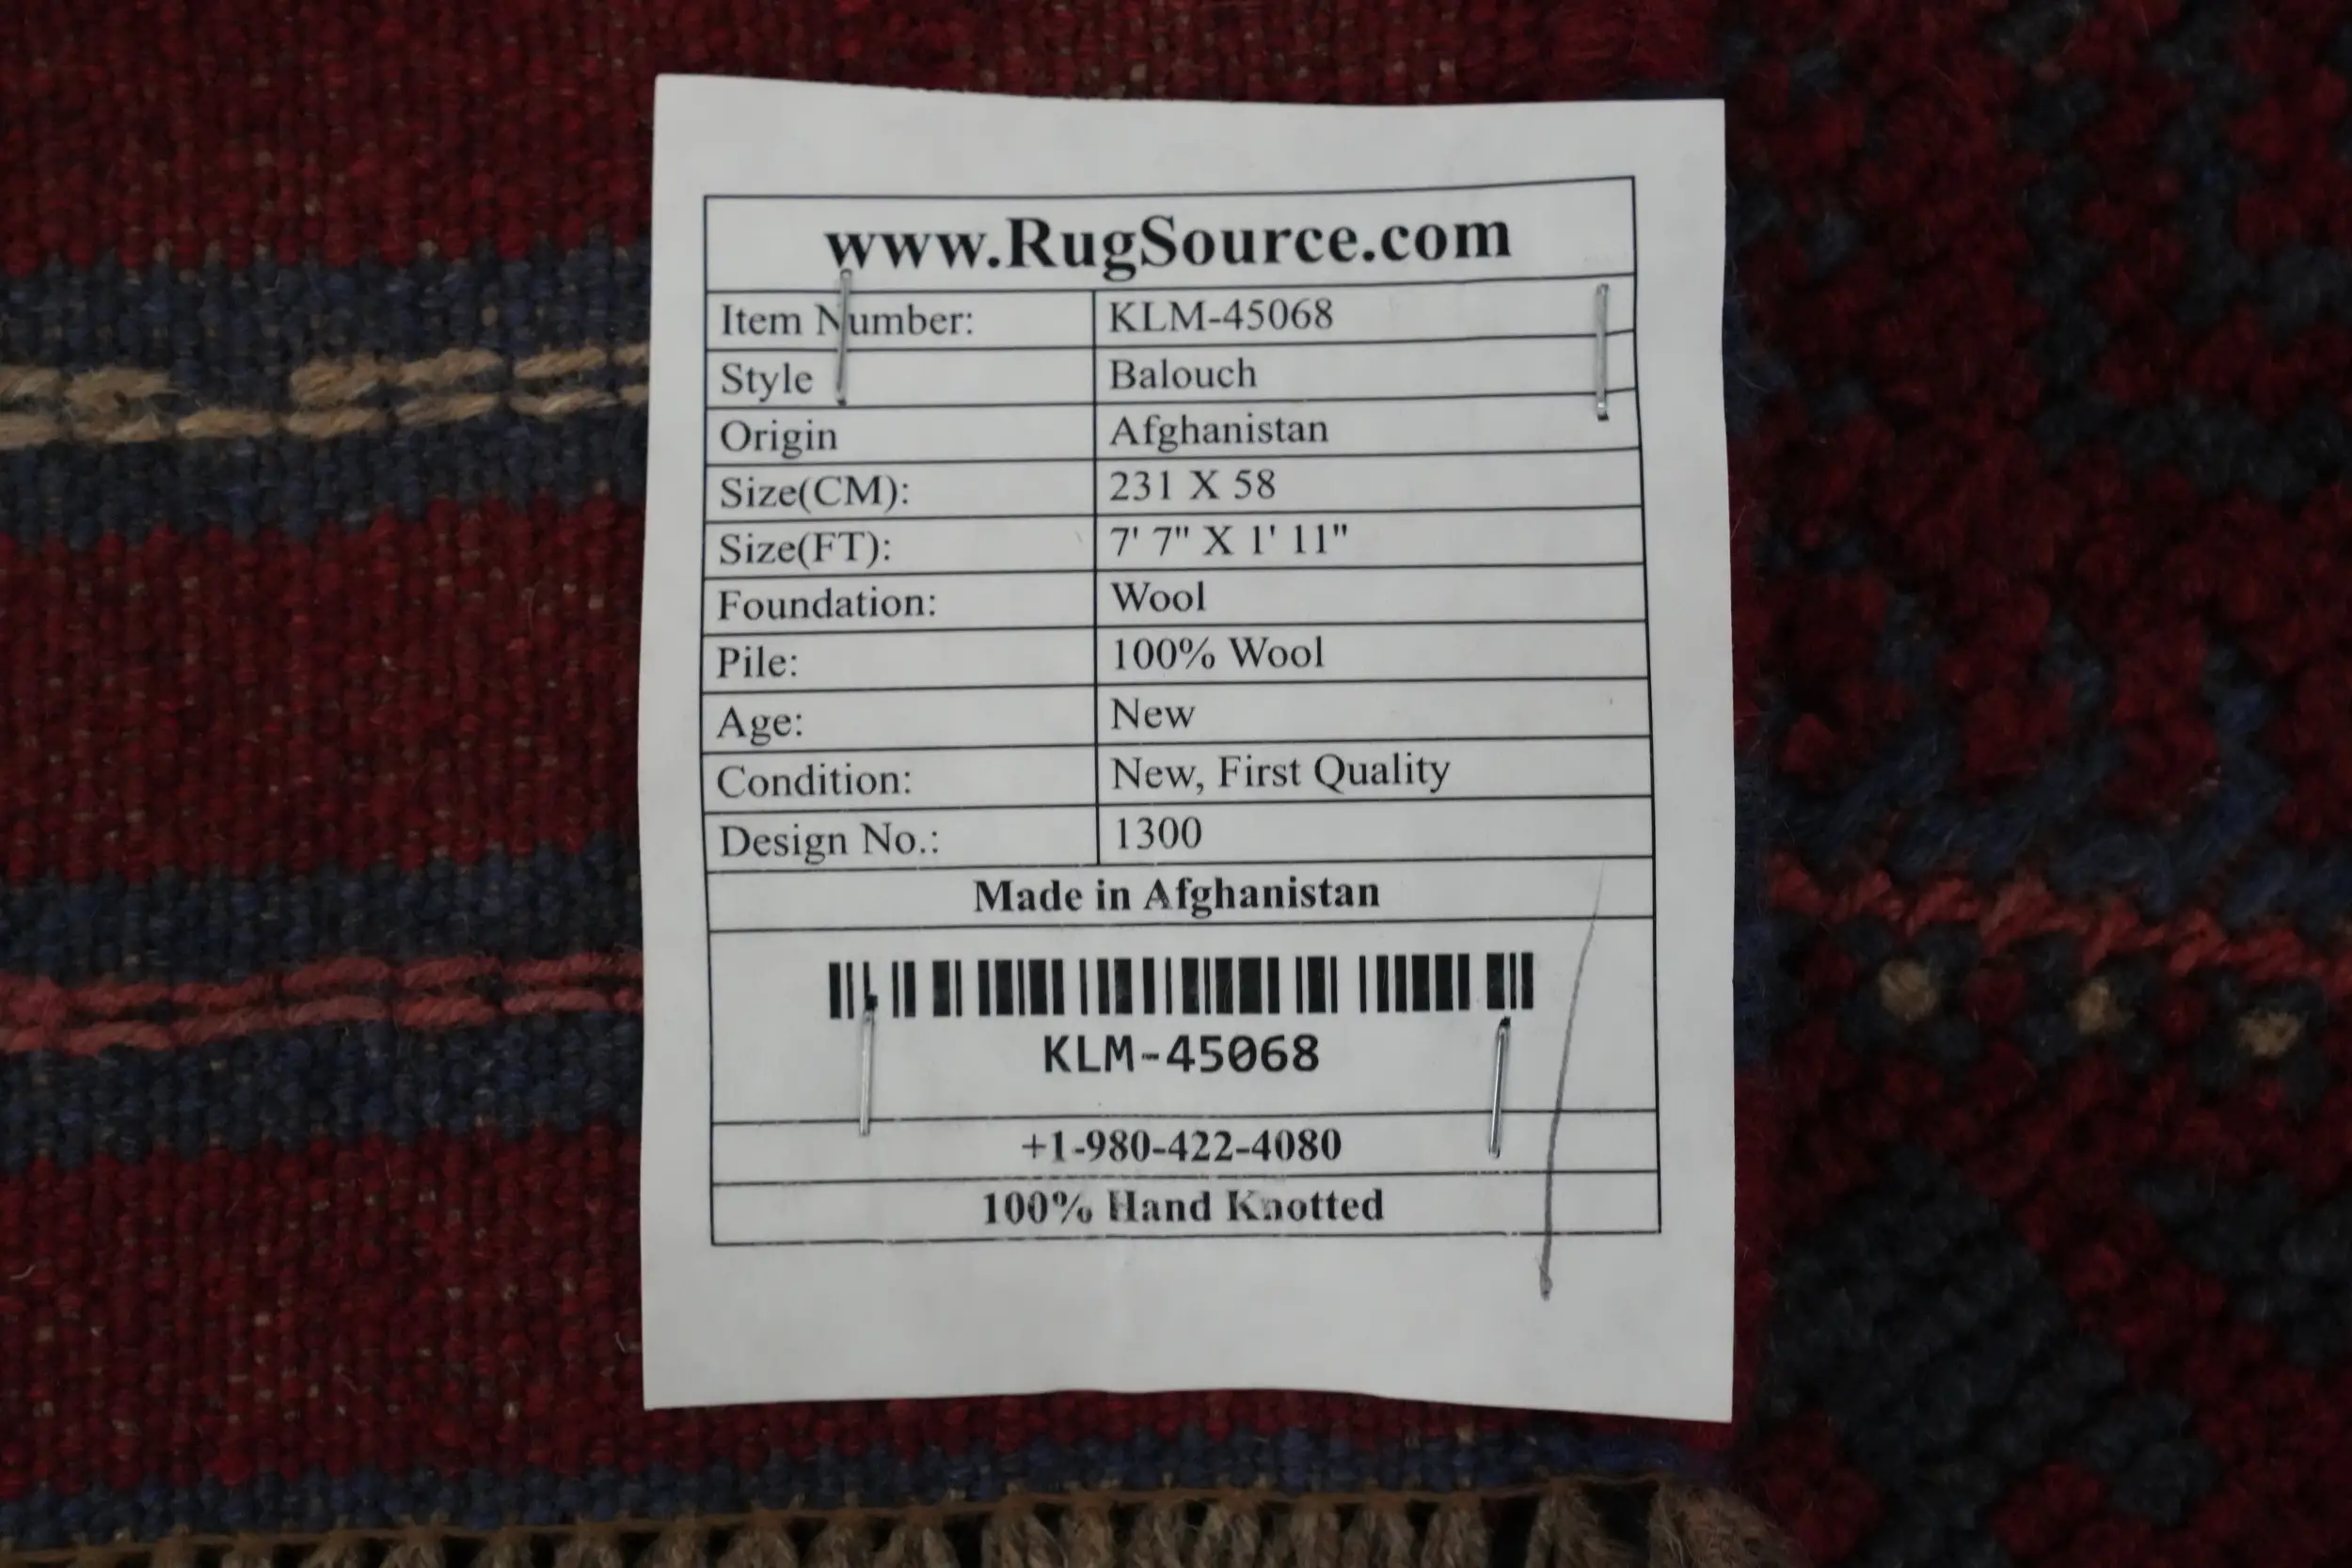 www.RugSource.com
Item Number: KLM-45068
Style Balouch
Origin Afghanistan
Size(CM): 231 X 58
Size(FT): 7' 7" X 1' 11"
Foundation: Wool
Pile: 100% Wool
Age: New
Condition: New, First Quality
Design No.: 1300
Made in Afghanistan
KLM-45068
+1-980-422-4080
100% Hand Knotted